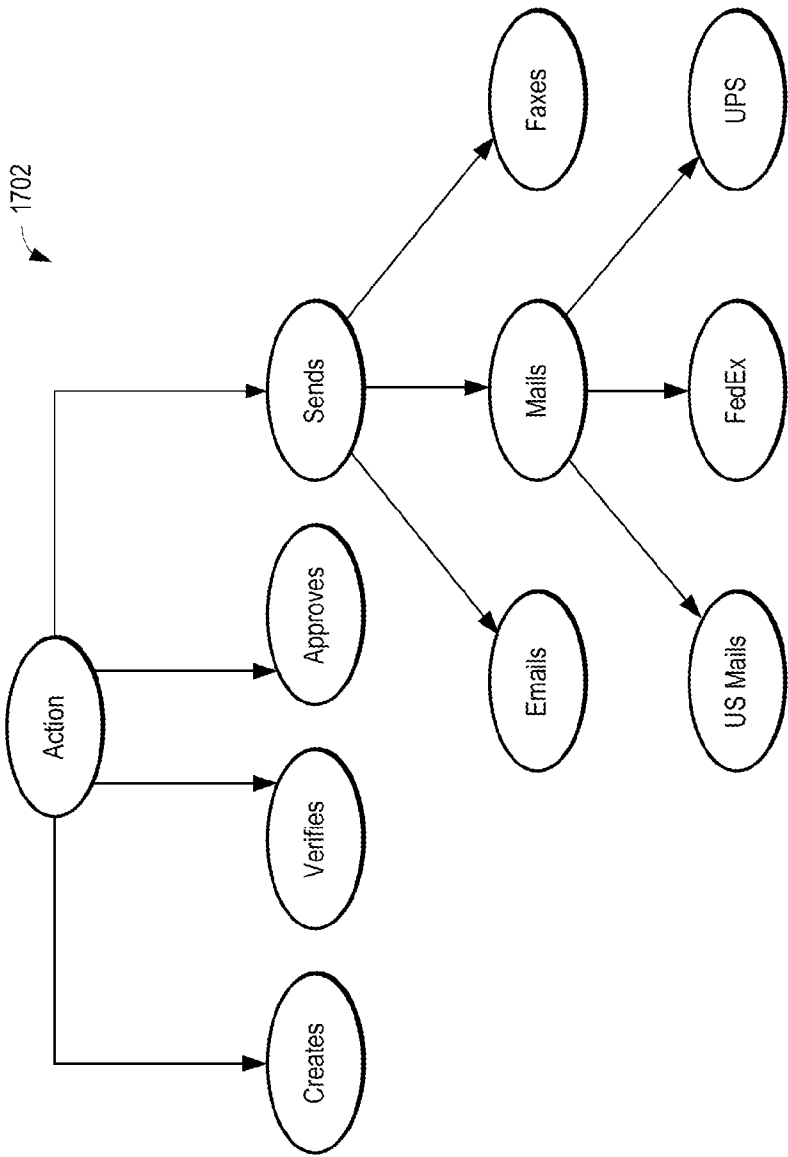 1702
Action
Creates
Verifies
Approves
Sends
Emails
Mails
Faxes
US Mails
FedEx
UPS